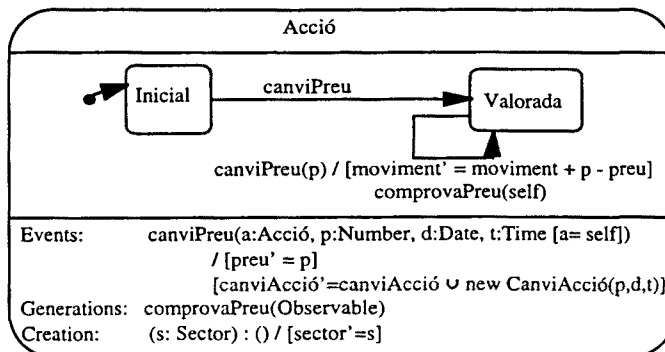 Acció
Inicial
canviPreu
Valorada
canviPreu(p) / [moviment' = moviment + p - preu]
comprovaPreu(self)
Events: canviPreu(a:Acció, p:Number, d:Date, t:Time [a= self])
/ [preu' = p]
[canviAcció'=canviAcció ∪ new CanviAcció(p,d,t)]
Generations: comprovaPreu(Observable)
Creation: (s: Sector) : () / [sector'=s]